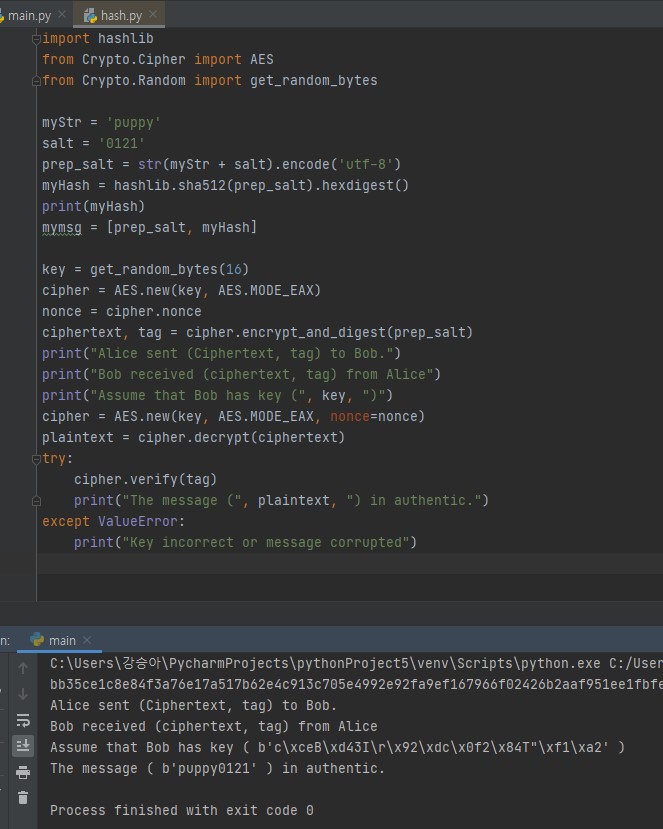 main.py
hash.py
import hashlib
from Crypto.Cipher import AES
from Crypto.Random import get_random_bytes
myStr = 'puppy'
salt = '0121'
prep_salt = str(myStr + salt).encode('utf-8')
myHash = hashlib.sha512(prep_salt).hexdigest()
print(myHash)
mymsg = [prep_salt, myHash]
key = get_random_bytes(16)
cipher = AES.new(key, AES.MODE_EAX)
nonce = cipher.nonce
ciphertext, tag = cipher.encrypt_and_digest(prep_salt)
print("Alice sent (Ciphertext, tag) to Bob.")
print("Bob received (ciphertext, tag) from Alice")
print("Assume that Bob has key (", key, ")")
cipher = AES.new(key, AES.MODE_EAX, nonce=nonce)
plaintext = cipher.decrypt(ciphertext)
try:
    cipher.verify(tag)
    print("The message (", plaintext, ") in authentic.")
except ValueError:
    print("Key incorrect or message corrupted")
n: main
C:\Users\강승아\PycharmProjects\pythonProject5\venv\Scripts\python.exe C:/User
bb35ce1c8e84f3a76e17a517b62e4c913c705e4992e92fa9ef167966f02426b2aaf951ee1fbfe
Alice sent (Ciphertext, tag) to Bob.
Bob received (ciphertext, tag) from Alice
Assume that Bob has key ( b'c\xceB\xd43I\r\x92\xdc\x0f2\x84T"\xf1\xa2' )
The message ( b'puppy0121' ) in authentic.
Process finished with exit code 0